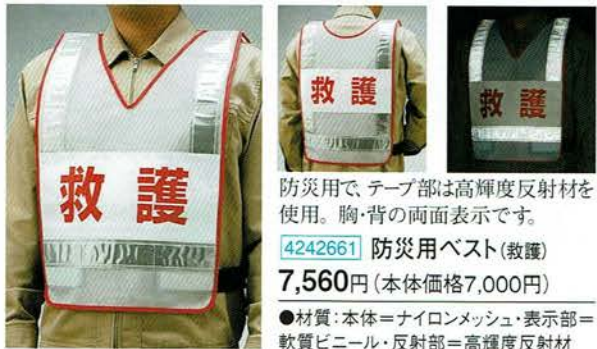 救 護
救 護
救 護
防災用で、テープ部は高輝度反射材を
使用。胸・背の両面表示です。
4242661 防災用ベスト(救護)
7,560円(本体価格7,000円)
●材質:本体=ナイロンメッシュ・表示部=
軟質ビニール・反射部=高輝度反射材